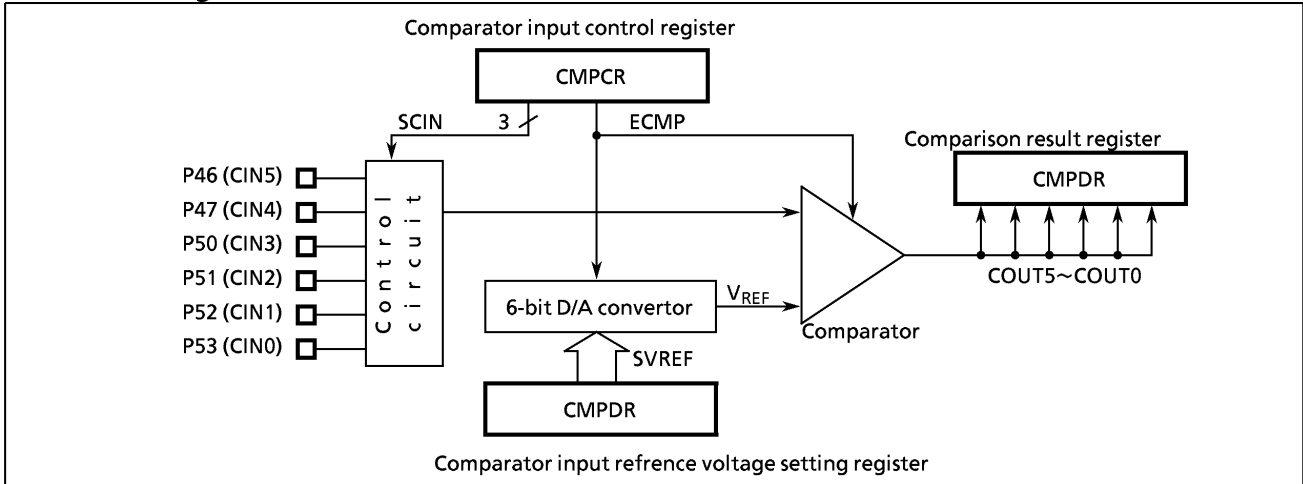 Comparator input control register
CMPCR
SCIN
3
ECMP
Comparison result register
CMPDR
P46 (CIN5)
P47 (CIN4)
P50 (CIN3)
P51 (CIN2)
P52 (CIN1)
P53 (CIN0)
Control
circuit
6-bit D/A convertor
VREF
Comparator
COUT5～COUT0
SVREF
CMPDR
Comparator input refrence voltage setting register